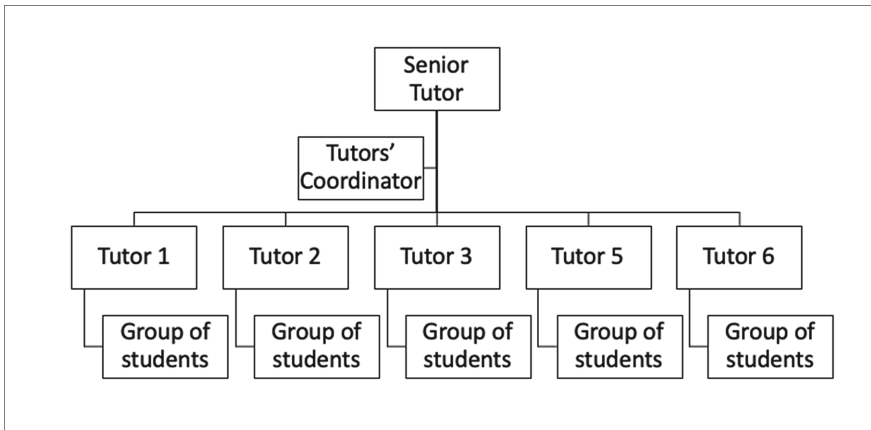 Senior
Tutor
Tutors’
Coordinator
Tutor 1
Tutor 2
Tutor 3
Tutor 5
Tutor 6
Group of
students
Group of
students
Group of
students
Group of
students
Group of
students